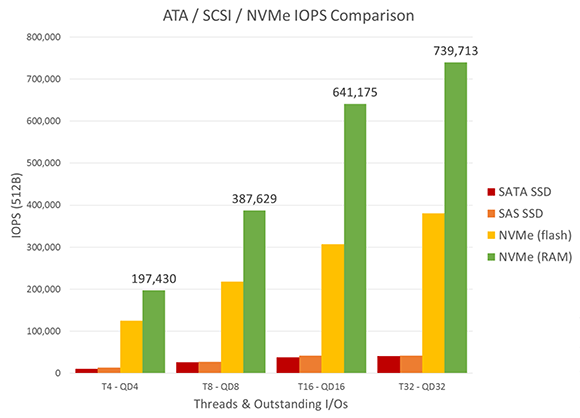 ATA / SCSI / NVMe IOPS Comparison
800,000
700,000
600,000
500,000
400,000
300,000
200,000
100,000
0
IOPS (512B)
197,430
387,629
641,175
739,713
T4 - QD4
T8 - QD8
T16 - QD16
T32 - QD32
Threads & Outstanding I/Os
SATA SSD
SAS SSD
NVMe (flash)
NVMe (RAM)